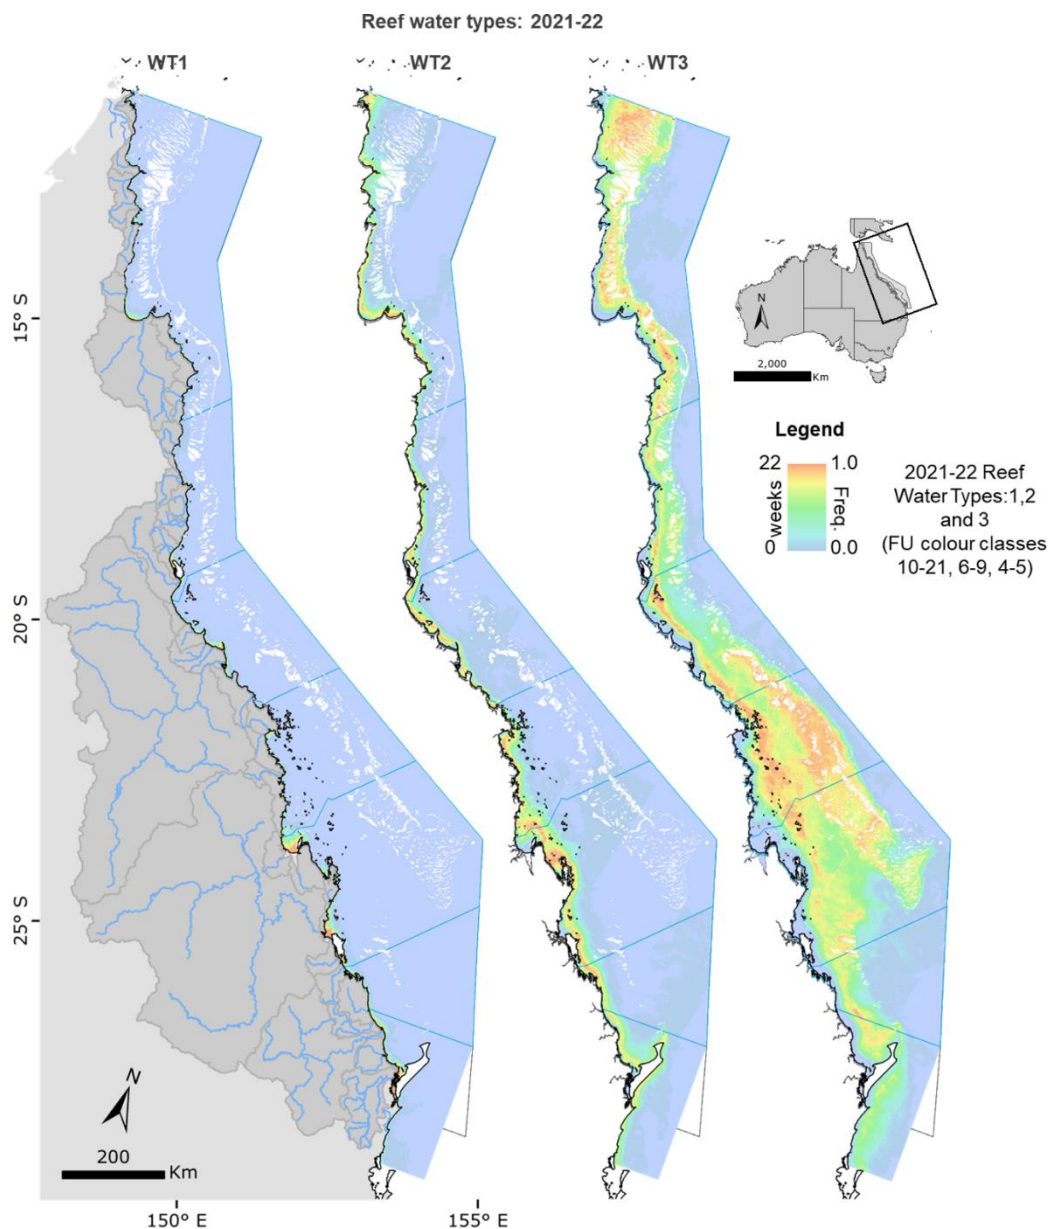 Reef water types: 2021-22
WT1
WT2
WT3
15° S
20° S
25° S
N
2,000
Km
Legend
22
1.0
weeks
Freq.
0
0.0
2021-22 Reef
Water Types:1,2
and 3
(FU colour classes
10-21, 6-9, 4-5)
N
200
Km
150° E
155° E